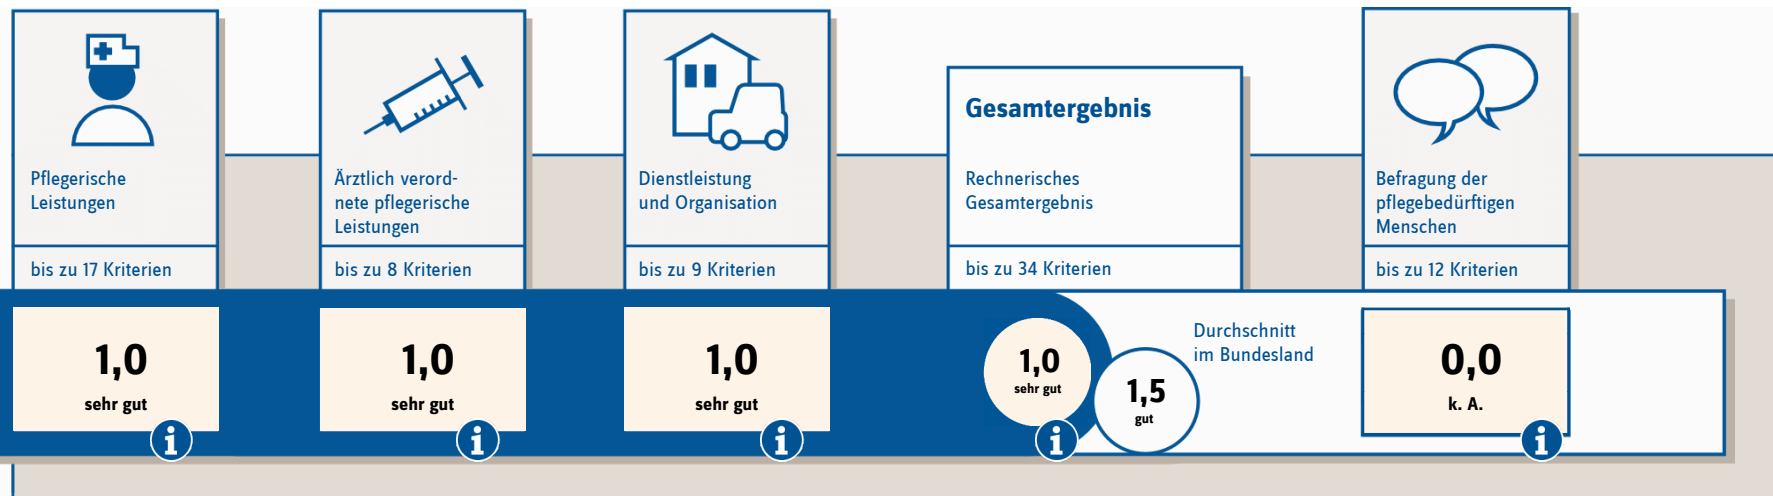 Pflegerische
Leistungen
bis zu 17 Kriterien
1,0
sehr gut
i
Ärztlich verord-
nete pflegerische
Leistungen
bis zu 8 Kriterien
1,0
sehr gut
i
Dienstleistung
und Organisation
bis zu 9 Kriterien
1,0
sehr gut
i
Gesamtergebnis
Rechnerisches
Gesamtergebnis
bis zu 34 Kriterien
1,0
sehr gut
i
1,5
gut
Durchschnitt
im Bundesland
Befragung der
pflegebedürftigen
Menschen
bis zu 12 Kriterien
0,0
k. A.
i